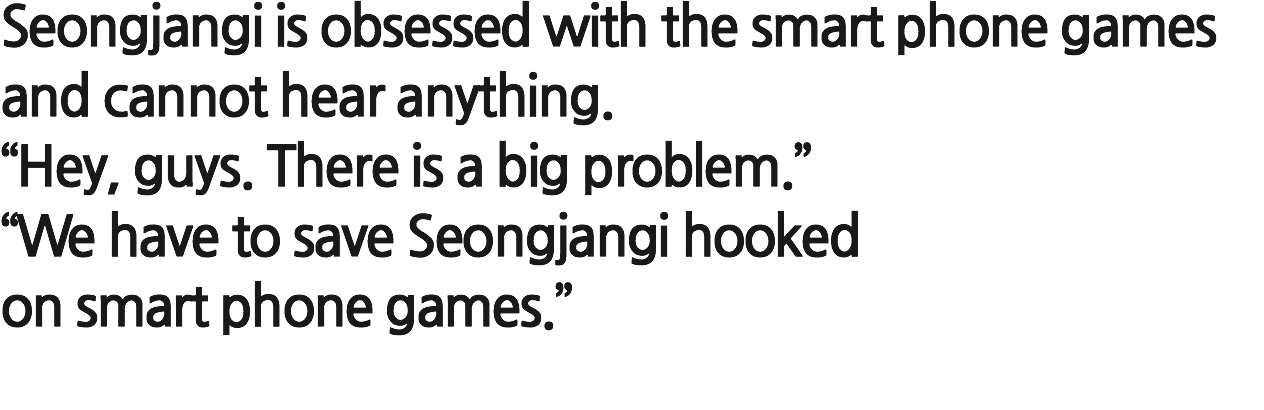 Seongjangi is obsessed with the smart phone games
and cannot hear anything.
“Hey, guys. There is a big problem.”
“We have to save Seongjangi hooked
on smart phone games.”